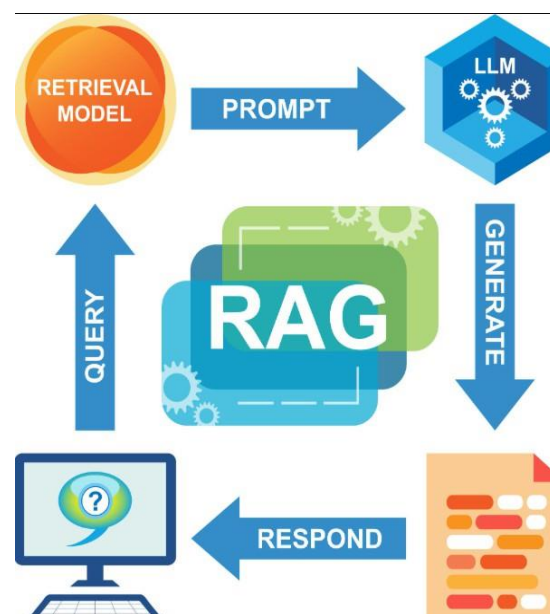 RETRIEVAL
MODEL
PROMPT
LLM
GENERATE
RAG
QUERY
?
RESPOND